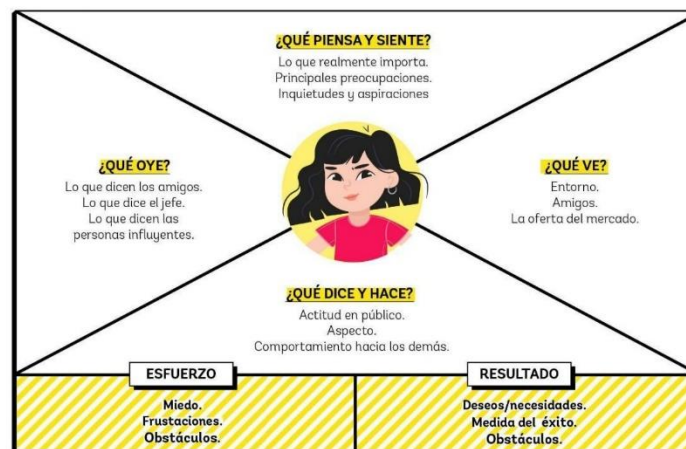 ¿QUÉ PIENSA Y SIENTE?
Lo que realmente importa.
Principales preocupaciones.
Inquietudes y aspiraciones
¿QUÉ OYE?
Lo que dicen los amigos.
Lo que dice el jefe.
Lo que dicen las
personas influyentes.
¿QUÉ VE?
Entorno.
Amigos.
La oferta del mercado.
¿QUÉ DICE Y HACE?
Actitud en público.
Aspecto.
Comportamiento hacia los demás.
ESFUERZO
Miedo.
Frustaciones.
Obstáculos.
RESULTADO
Deseos/necesidades.
Medida del éxito.
Obstáculos.